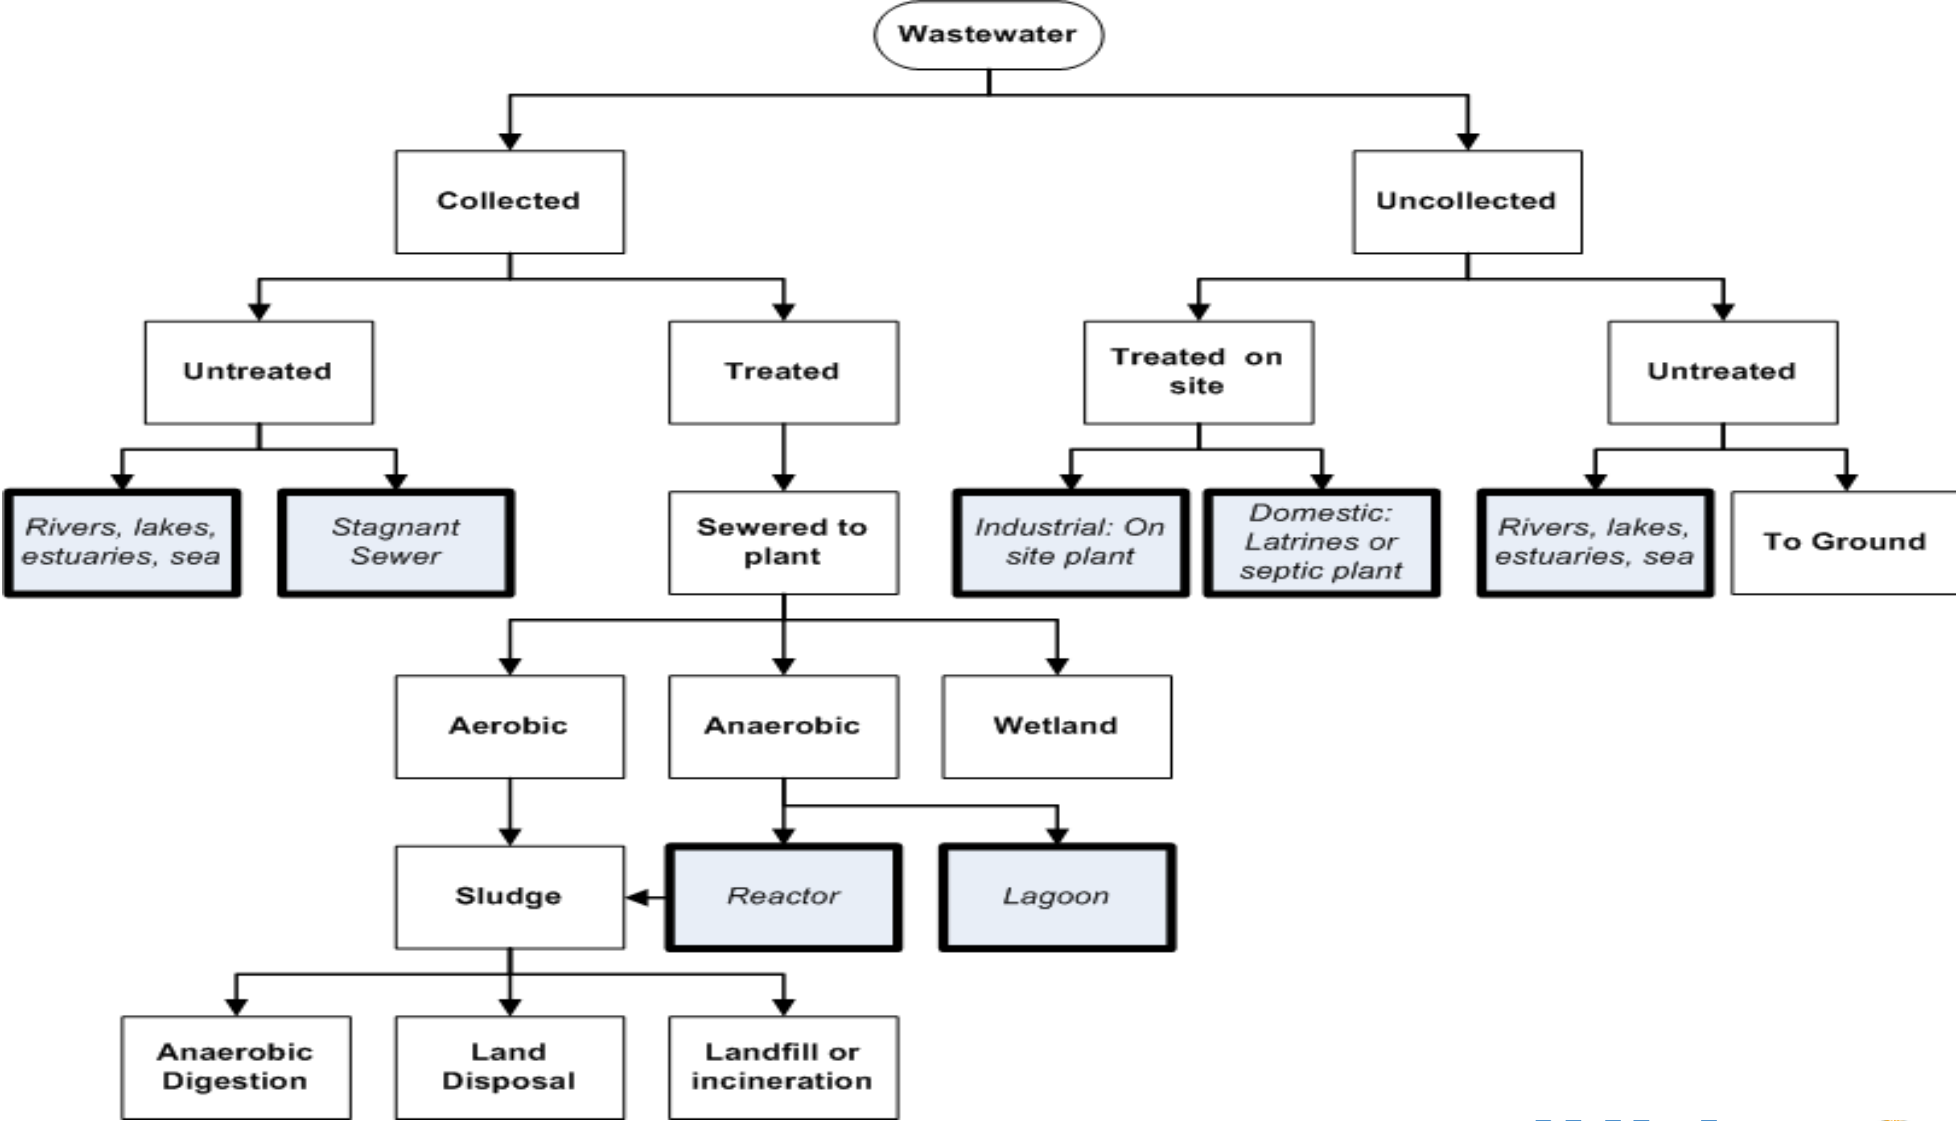 Wastewater
Collected
Uncollected
Untreated
Treated
Treated on
site
Untreated
Rivers, lakes,
estuaries, sea
Stagnant
Sewer
Sewered to
plant
Industrial: On
site plant
Domestic:
Latrines or
septic plant
Rivers, lakes,
estuaries, sea
To Ground
Aerobic
Anaerobic
Wetland
Sludge
Reactor
Lagoon
Anaerobic
Digestion
Land
Disposal
Landfill or
incineration